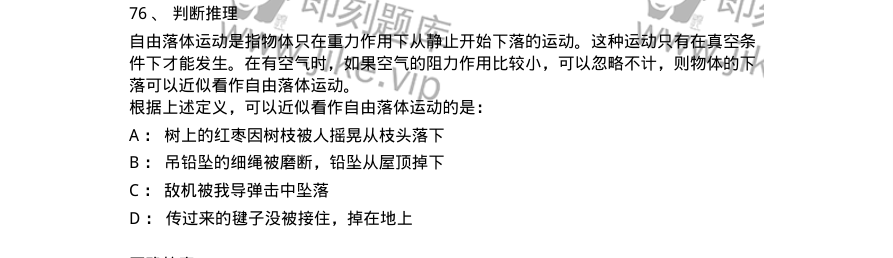 76 、 判断推理
即刻题库
自由落体运动是指物体只在重力作用下从静止开始下落的运动。这种运动只有在真空条
件下才能发生。在有空气时，如果空气的阻力作用比较小，可以忽略不计，则物体的下
落可以近似看作自由落体运动。
www.jike.vip
根据上述定义，可以近似看作自由落体运动的是：
A ： 树上的红枣因树枝被人摇晃从枝头落下
B ： 吊铅坠的细绳被磨断，铅坠从屋顶掉下
C ： 敌机被我导弹击中坠落
D ： 传过来的毽子没被接住，掉在地上